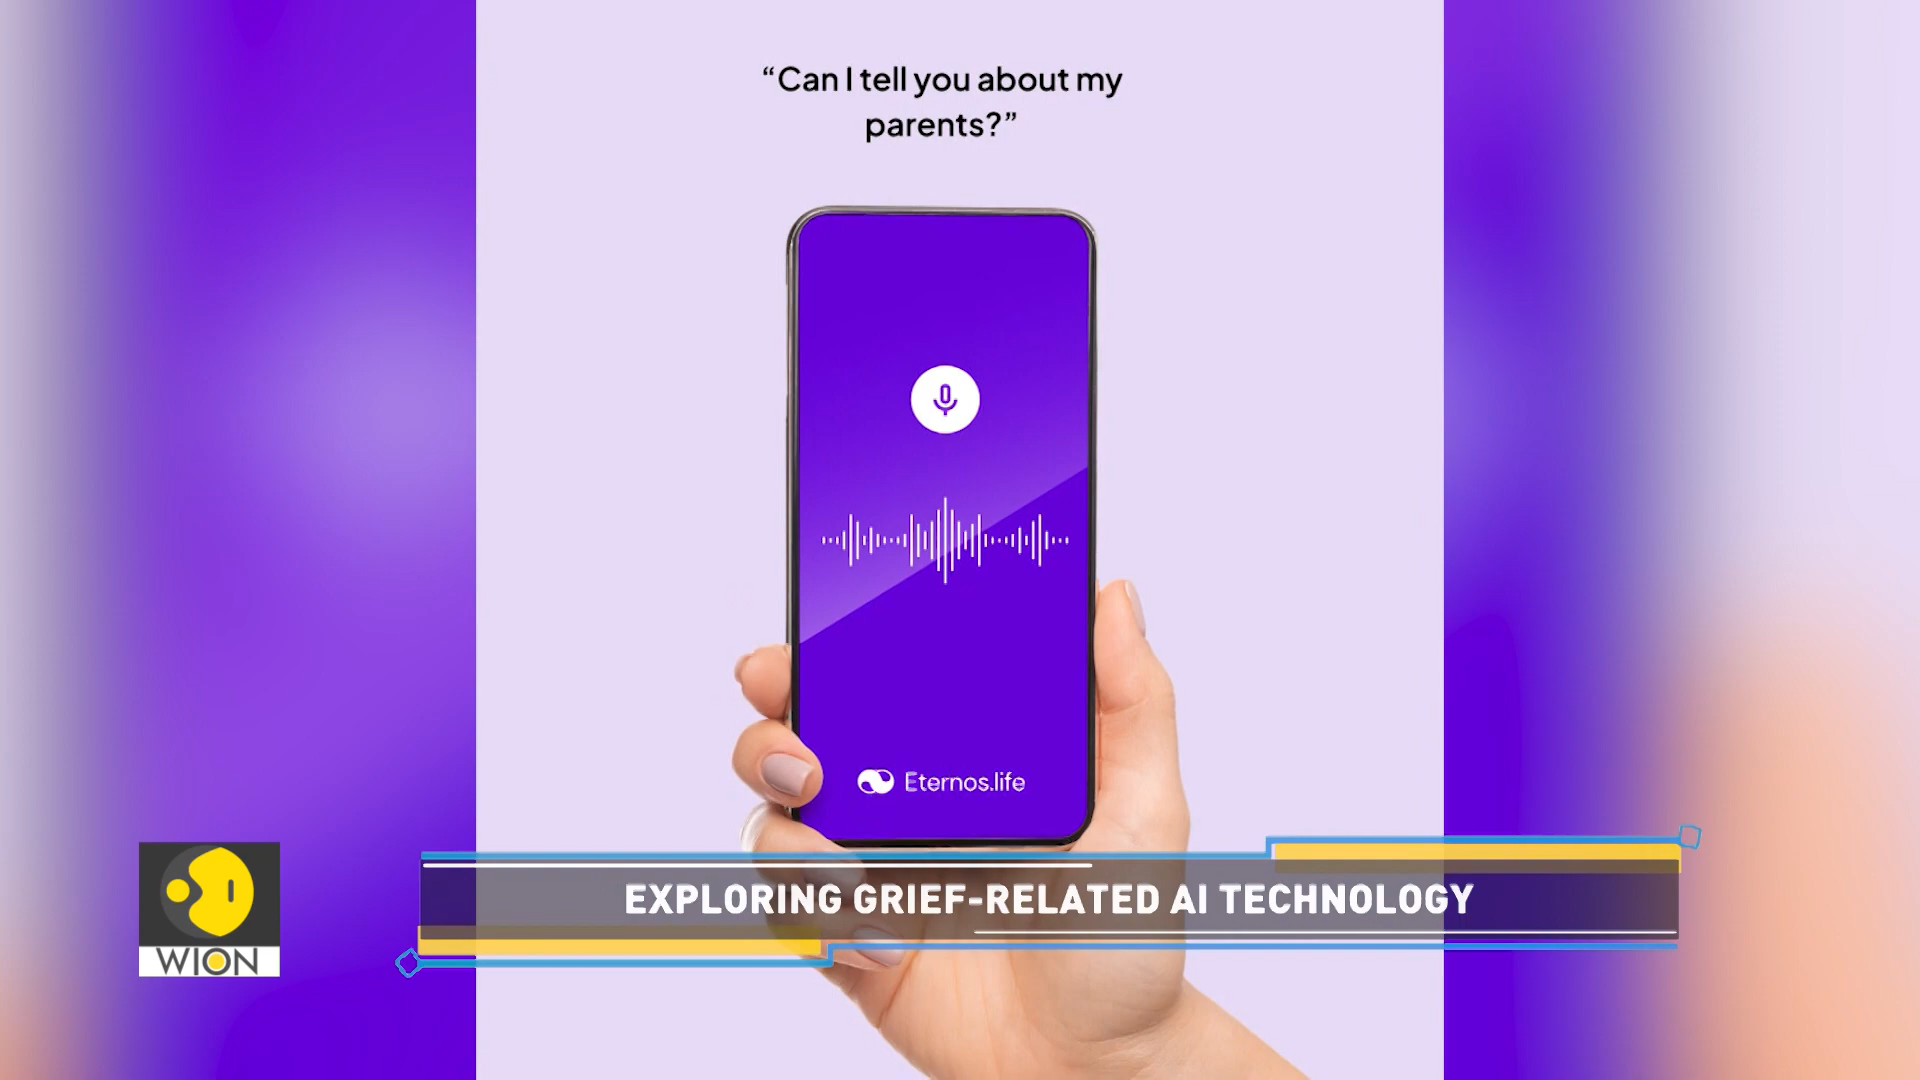 “Can I tell you about my
parents?”
Eternos.life
EXPLORING GRIEF-RELATED AI TECHNOLOGY
WION